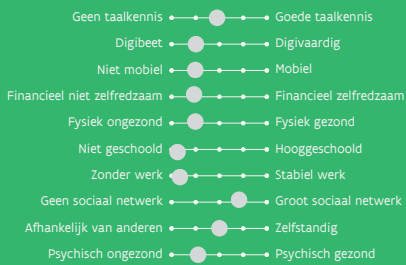 Geen taalkennis Goede taalkennis
Digibeet Digivaardig
Niet mobiel Mobiel
Financieel niet zelfredzaam Financieel zelfredzaam
Fysiek ongezond Fysiek gezond
Niet geschoold Hooggeschoold
Zonder werk Stabiel werk
Geen sociaal netwerk Groot sociaal netwerk
Afhankelijk van anderen Zelfstandig
Psychisch ongezond Psychisch gezond